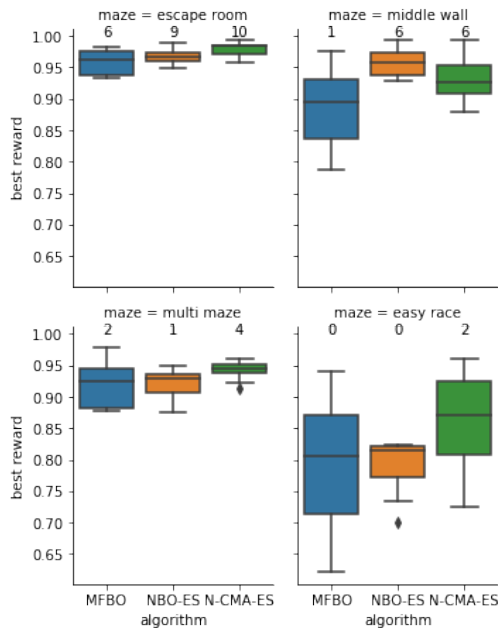 maze = escape room
6 9 10
best reward
1.00
0.95
0.90
0.85
0.80
0.75
0.70
0.65
maze = middle wall
1 6 6
maze = multi maze
2 1 4
best reward
1.00
0.95
0.90
0.85
0.80
0.75
0.70
0.65
MFBO NBO-ES N-CMA-ES
algorithm
maze = easy race
0 0 2
MFBO NBO-ES N-CMA-ES
algorithm